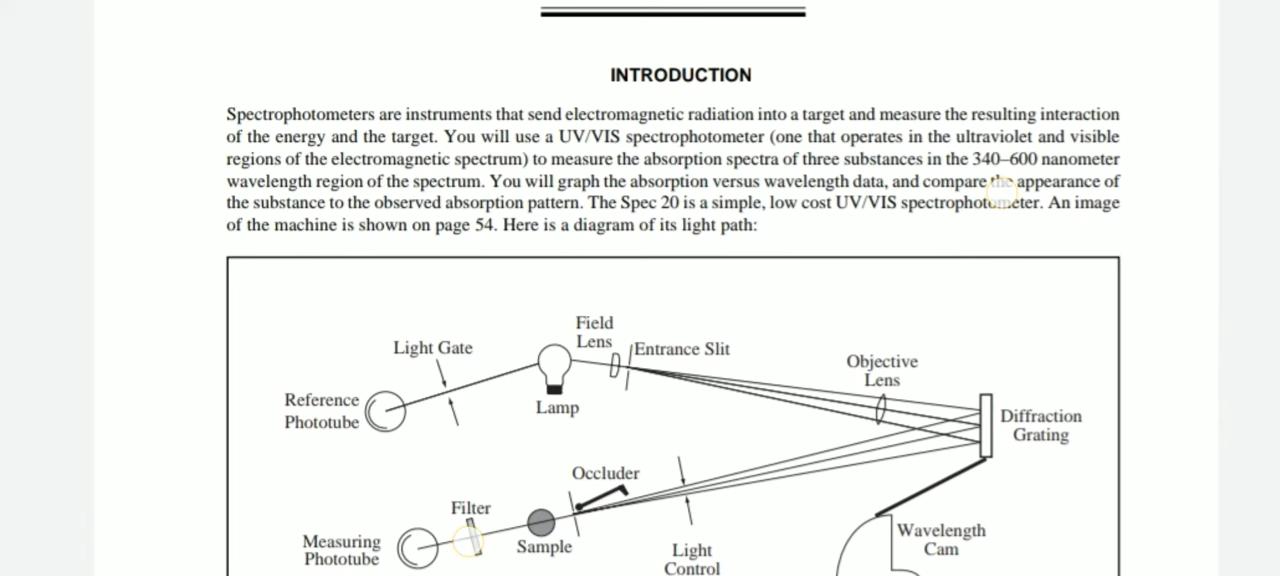 INTRODUCTION
Spectrophotometers are instruments that send electromagnetic radiation into a target and measure the resulting interaction
of the energy and the target. You will use a UV/VIS spectrophotometer (one that operates in the ultraviolet and visible
regions of the electromagnetic spectrum) to measure the absorption spectra of three substances in the 340–600 nanometer
wavelength region of the spectrum. You will graph the absorption versus wavelength data, and compare the appearance of
the substance to the observed absorption pattern. The Spec 20 is a simple, low cost UV/VIS spectrophotometer. An image
of the machine is shown on page 54. Here is a diagram of its light path:
Field
Lens
Light Gate
Entrance Slit
Objective
Lens
Reference
Phototube
Lamp
Diffraction
Grating
Occluder
Filter
Measuring
Phototube
Sample
Light
Control
Wavelength
Cam